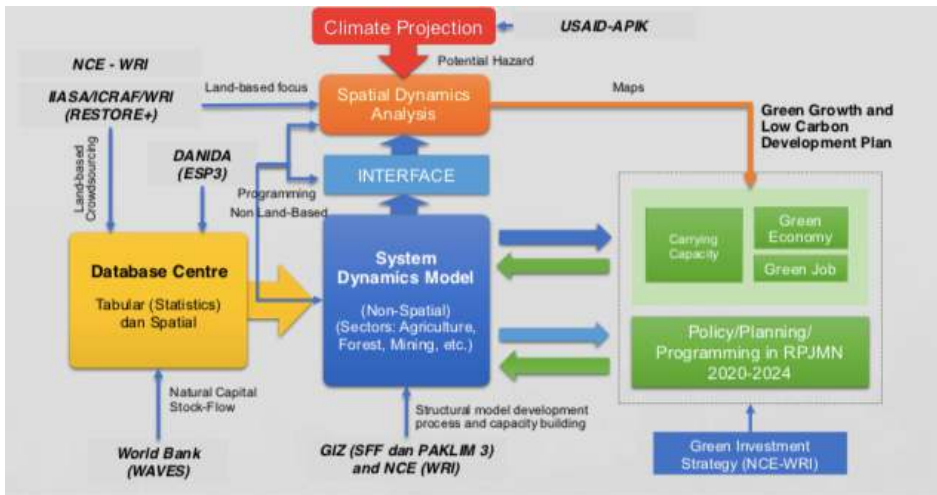 Climate Projection
USAID-APIK
NCE - WRI
Potential Hazard
IIASA/ICRAF/WRI
(RESTORE+)
Land-based focus
Spatial Dynamics
Analysis
Maps
Green Growth and
Low Carbon
Development Plan
Land-based
Crowdsourcing
DANIDA
(ESP3)
INTERFACE
Programming
Non Land-Based
Carrying
Capacity
Green
Economy
Green Job
Database Centre
Tabular (Statistics)
dan Spatial
System
Dynamics Model
(Non-Spatial)
(Sectors: Agriculture,
Forest, Mining, etc.)
Policy/Planning/
Programming in RPJMN
2020-2024
Natural Capital
Stock-Flow
Structural model development
process and capacity building
World Bank
(WAVES)
GIZ (SFF dan PAKLIM 3)
and NCE (WRI)
Green Investment
Strategy (NCE-WRI)